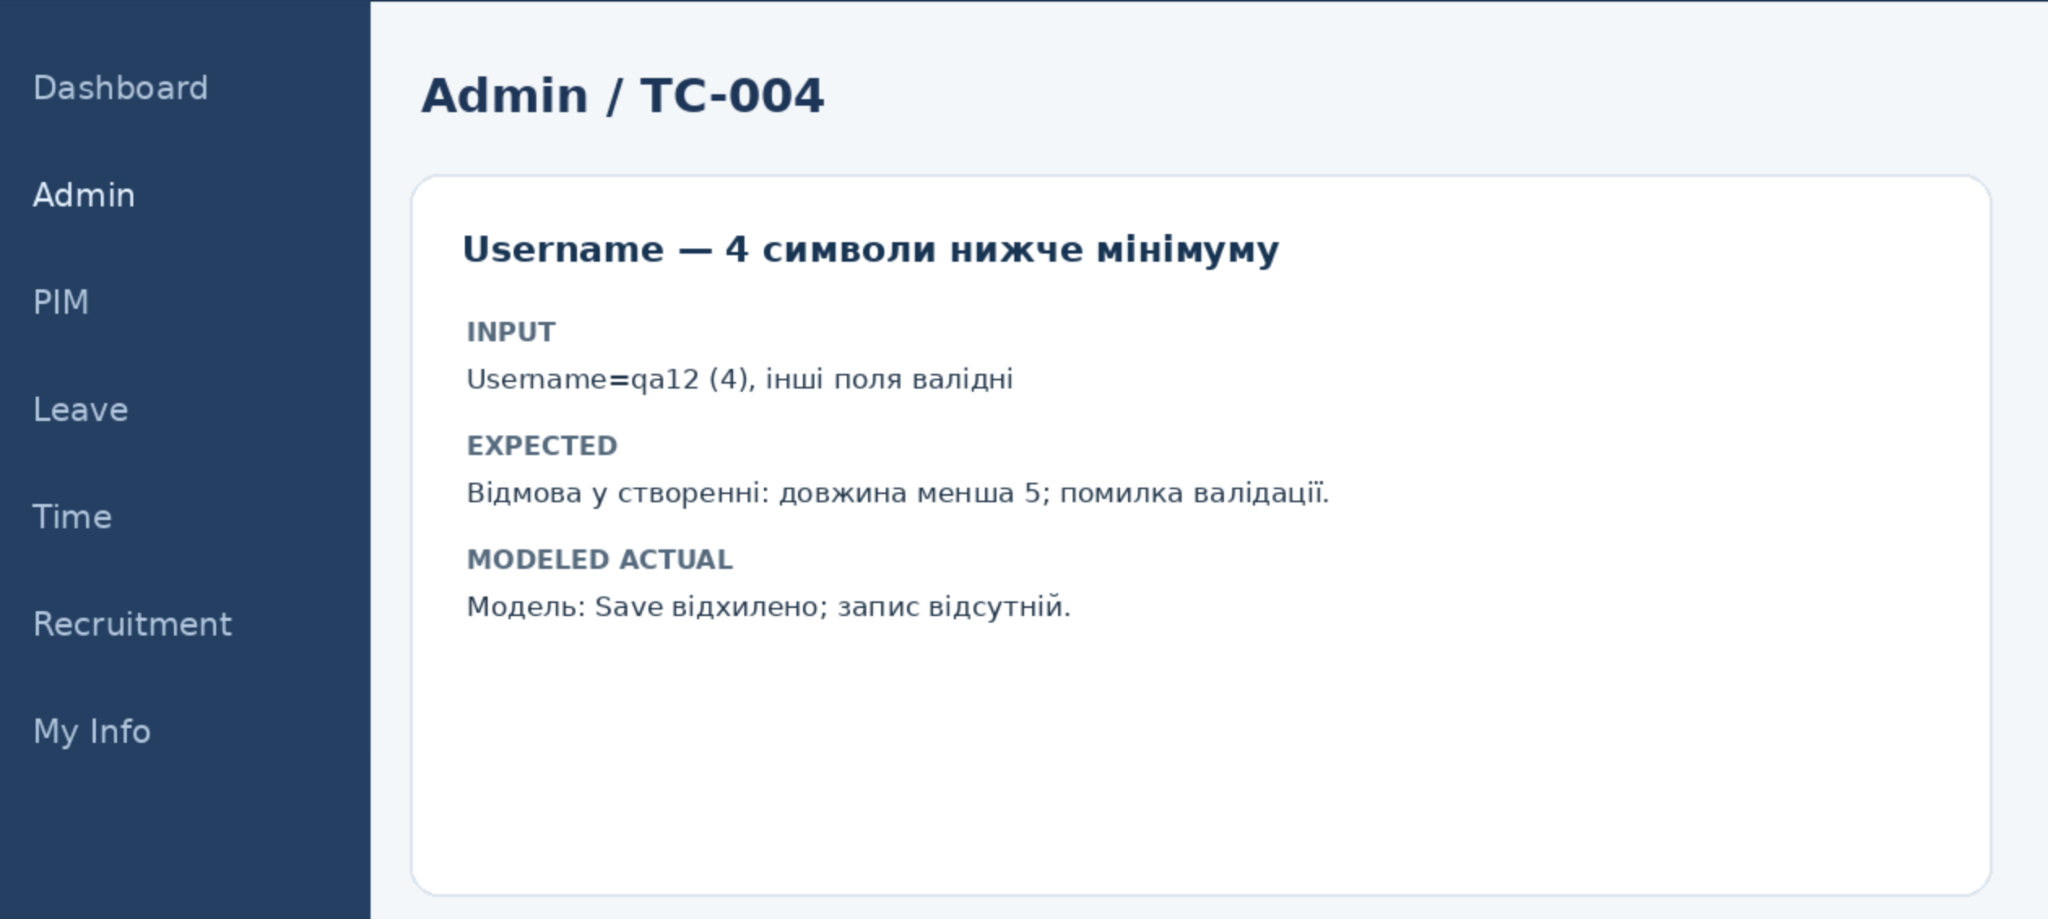 Dashboard
Admin
PIM
Leave
Time
Recruitment
My Info
Admin / TC-004
Username — 4 символи нижче мінімуму
INPUT
Username=qa12 (4), інші поля валідні
EXPECTED
Відмова у створенні: довжина менша 5; помилка валідації.
MODELED ACTUAL
Модель: Save відхилено; запис відсутній.